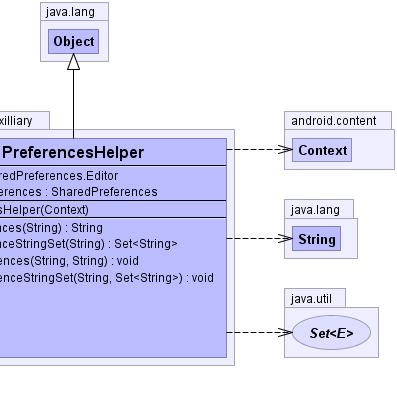 java.lang
Object
xilliary
PreferencesHelper
redPreferences.Editor
erences : SharedPreferences
sHelper(Context)
nces(String) : String
nceStringSet(String) : Set<String>
ences(String, String) : void
enceStringSet(String, Set<String>) : void
android.content
Context
java.lang
String
java.util
Set<E>